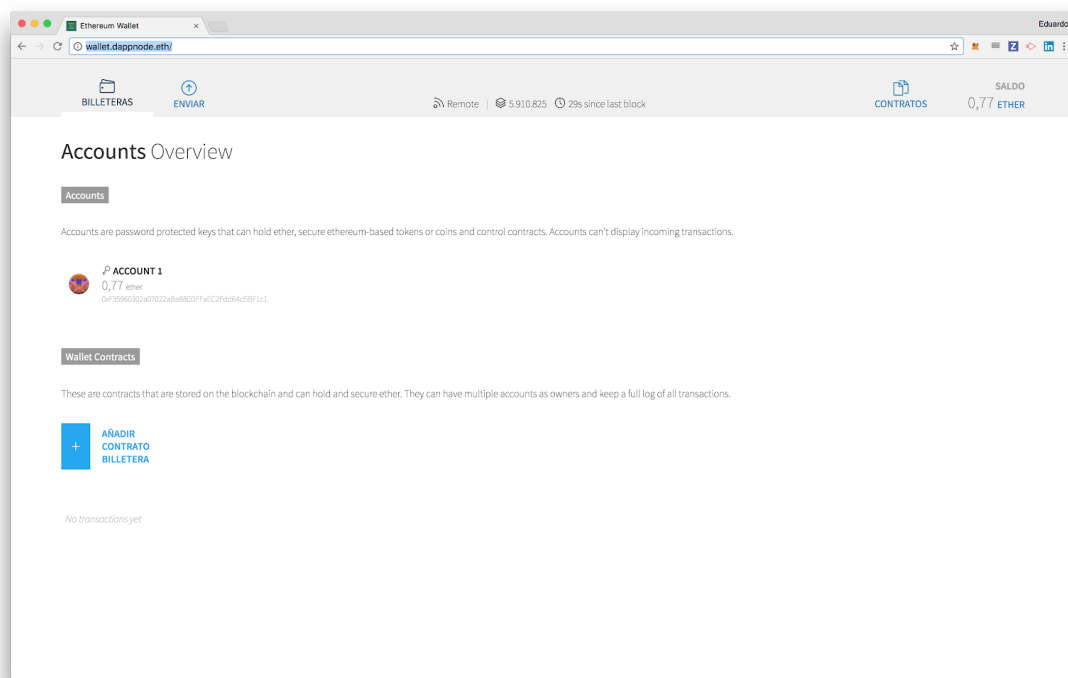 Ethereum Wallet
Eduardo
wallet.dappnode.eth/
BILLETERAS
ENVIAR
Remote | 5.910.825 29s since last block
CONTRATOS
SALDO
0,77 ETHER
Accounts Overview
Accounts
Accounts are password protected keys that can hold ether, secure ethereum-based tokens or coins and control contracts. Accounts can't display incoming transactions.
ACCOUNT 1
0,77 ether
Wallet Contracts
These are contracts that are stored on the blockchain and can hold and secure ether. They can have multiple accounts as owners and keep a full log of all transactions.
+
AÑADIR
CONTRATO
BILLETERA
No transactions yet